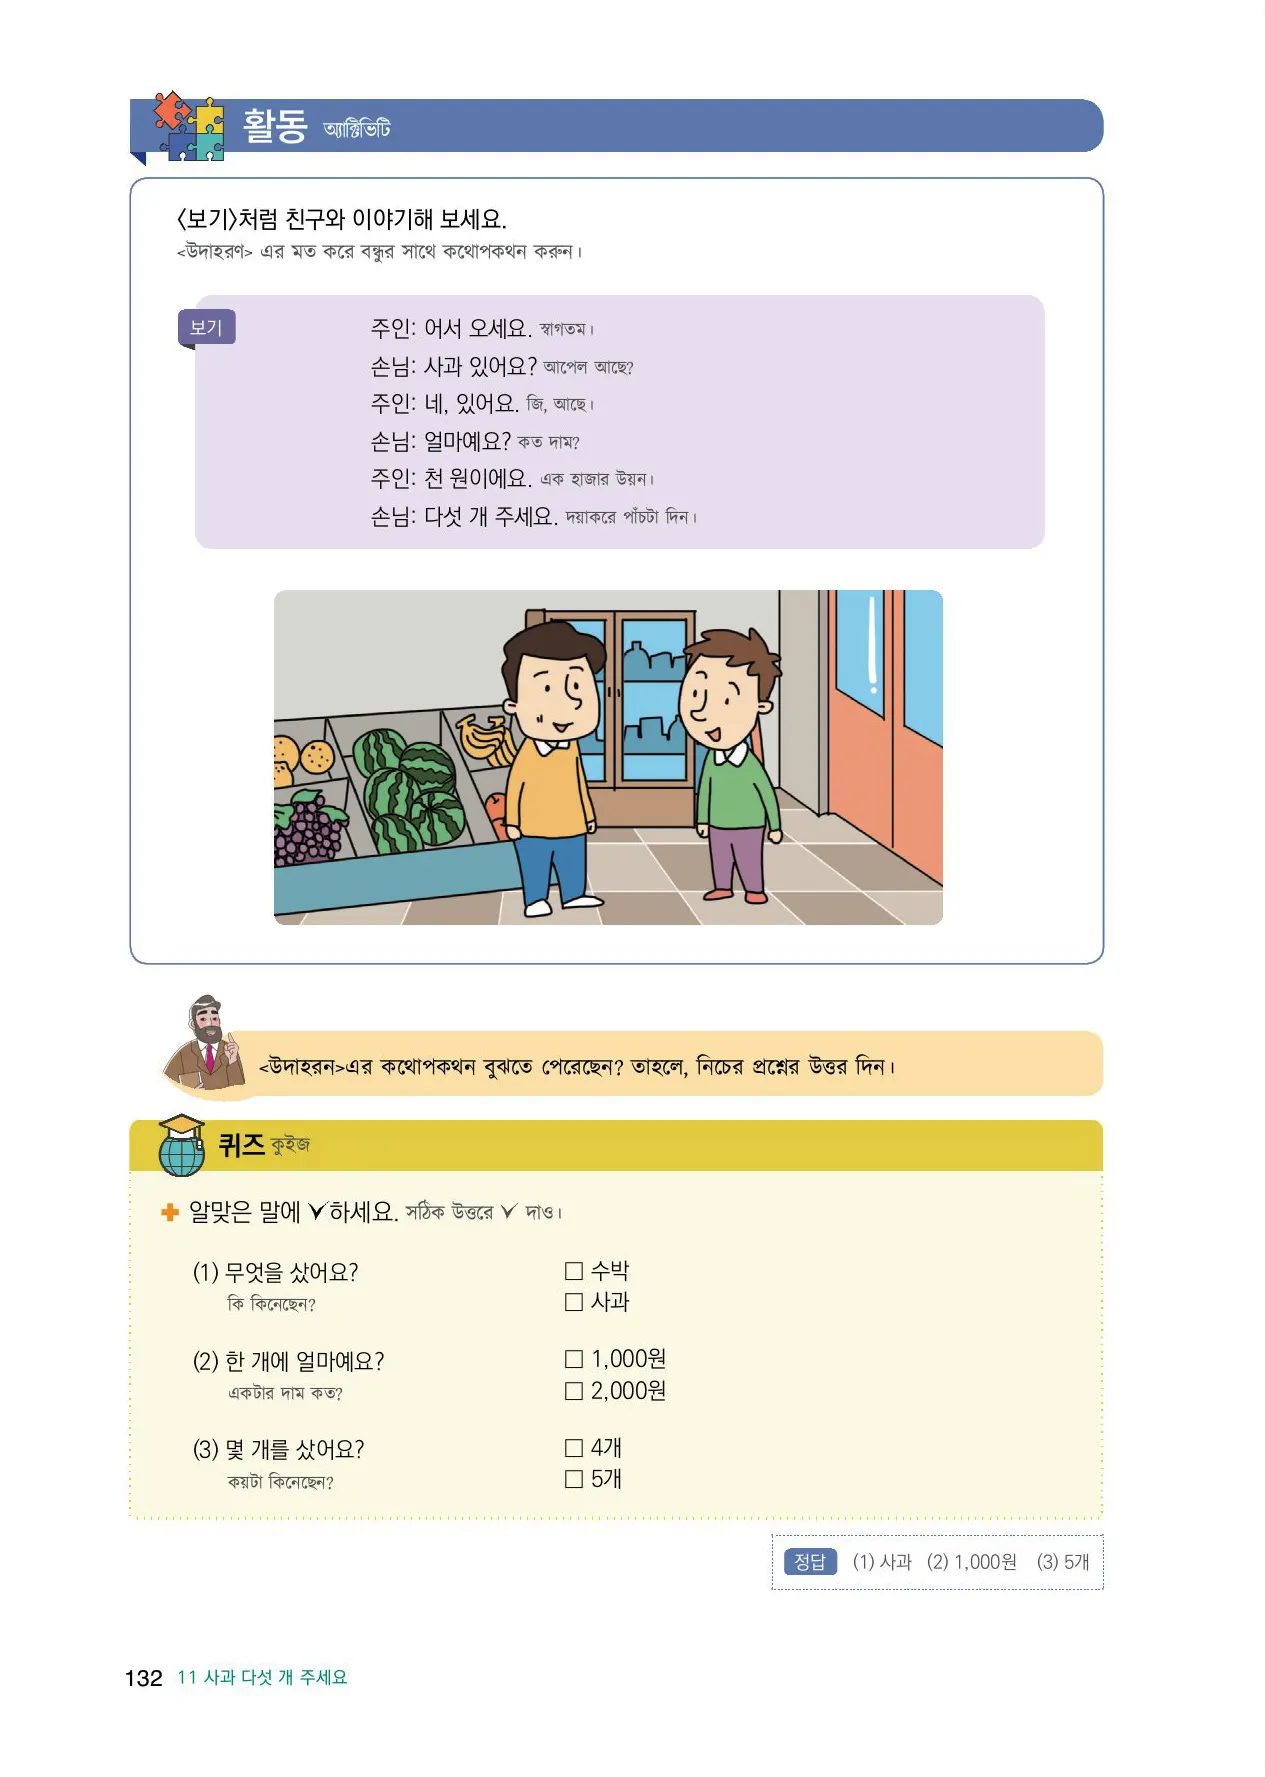 활동 অ্যাক্টিভিটি
<보기>처럼 친구와 이야기해 보세요.
<উদাহরণ> এর মত করে বন্ধুর সাথে কথোপকথন করুন।
보기
주인: 어서 오세요. স্বাগতম।
손님: 사과 있어요? আপেল আছে?
주인: 네, 있어요. জি, আছে।
손님: 얼마예요? কত দাম?
주인: 천 원이에요. এক হাজার উয়ন।
손님: 다섯 개 주세요. দয়াকরে পাঁচটা দিন।
<উদাহরন>এর কথোপকথন বুঝতে পেরেছেন? তাহলে, নিচের প্রশ্নের উত্তর দিন।
퀴즈 কুইজ
알맞은 말에 ✓하세요. সঠিক উত্তরে ✓ দাও।
(1) 무엇을 샀어요? □ 수박
কি কিনেছেন? □ 사과
(2) 한 개에 얼마예요? □ 1,000원
একটার দাম কত? □ 2,000원
(3) 몇 개를 샀어요? □ 4개
কয়টা কিনেছেন? □ 5개
정답 (1) 사과 (2) 1,000원 (3) 5개
132 11 사과 다섯 개 주세요